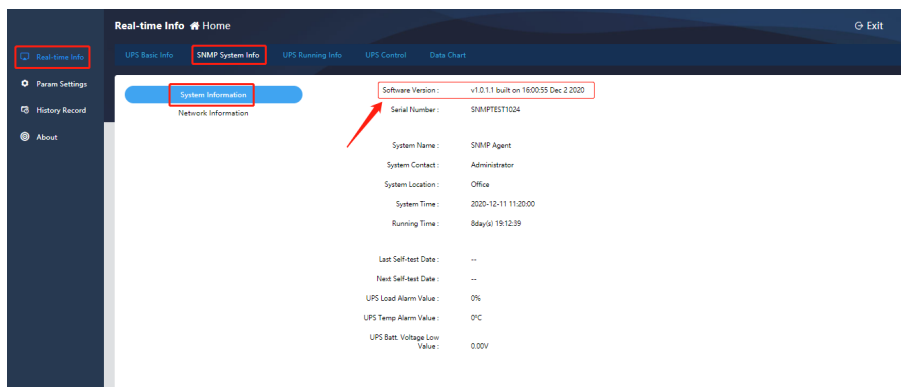 Real-time Info Home Exit
Real-time Info
Param Settings
History Record
About
UPS Basic Info SNMP System Info UPS Running Info UPS Control Data Chart
System Information
Network Information
Software Version : v1.0.1.1 built on 16:00:55 Dec 2 2020
Serial Number : SNMPTEST1024
System Name : SNMP Agent
System Contact : Administrator
System Location : Office
System Time : 2020-12-11 11:20:00
Running Time : 8day(s) 19:12:39
Last Self-test Date : --
Next Self-test Date : --
UPS Load Alarm Value : 0%
UPS Temp Alarm Value : 0°C
UPS Batt. Voltage Low
Value : 0.00V